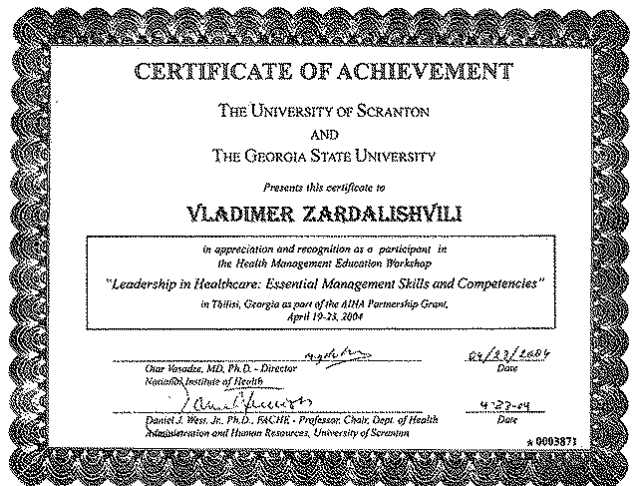 CERTIFICATE OF ACHIEVEMENT
THE UNIVERSITY OF SCRANTON
AND
THE GEORGIA STATE UNIVERSITY
Presents this certificate to
VLADIMER ZARDALISHVILI
in appreciation and recognition as a participant in
the Health Management Education Workshop
"Leadership in Healthcare: Essential Management Skills and Competencies"
in Tbilisi, Georgia as part of the AIHA Partnership Grant,
April 19-23, 2004
04/23/2004
Otar Vasadze, MD, Ph.D. - Director Date
National Institute of Health
4-23-04
Daniel J. West, Jr., Ph.D., FACHE - Professor, Chair, Dept. of Health Date
Administration and Human Resources, University of Scranton
* 0003871